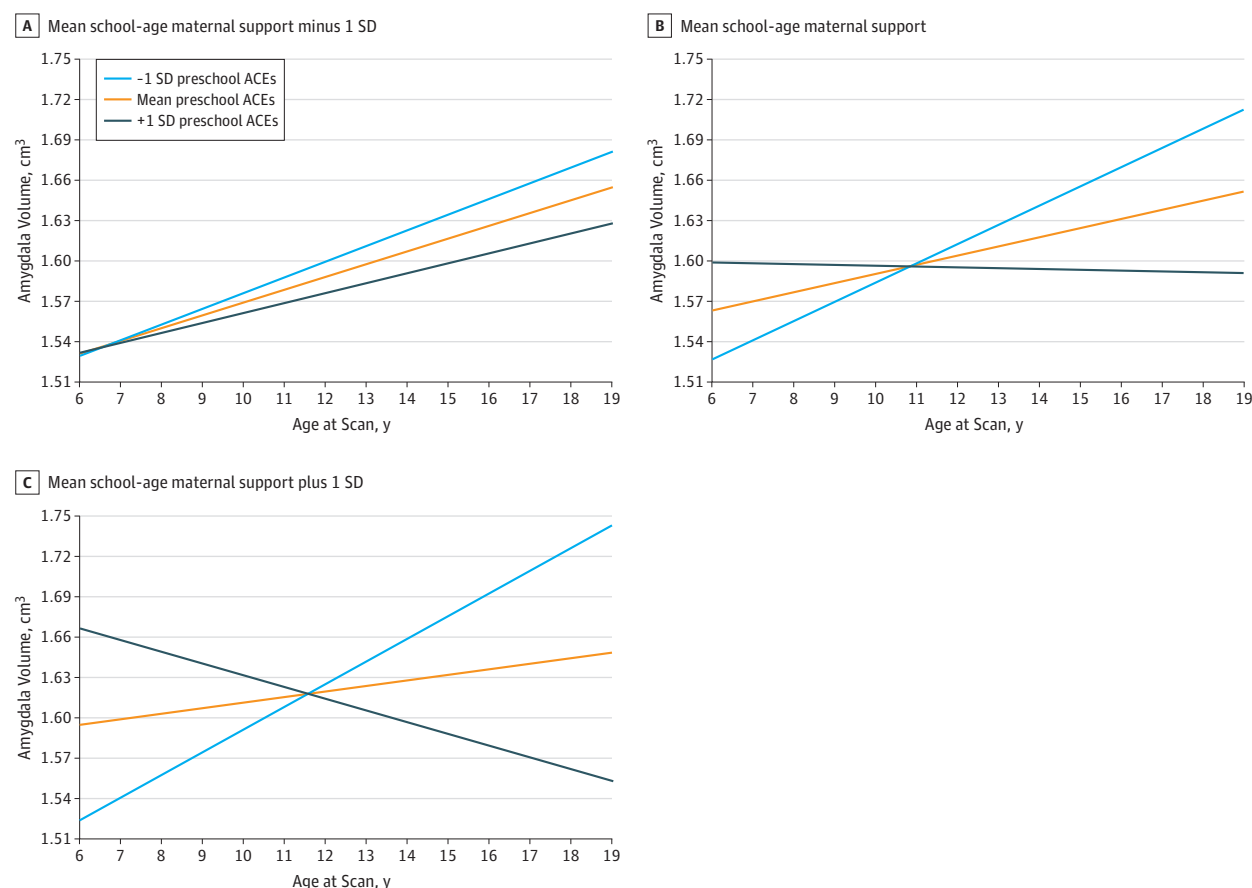 A Mean school-age maternal support minus 1 SD
1.75
1.72
1.69
1.66
1.63
1.60
1.57
1.54
1.51
Amygdala Volume, cm³
–1 SD preschool ACEs
Mean preschool ACEs
+1 SD preschool ACEs
6 7 8 9 10 11 12 13 14 15 16 17 18 19
Age at Scan, y
B Mean school-age maternal support
1.75
1.72
1.69
1.66
1.63
1.60
1.57
1.54
1.51
Amygdala Volume, cm³
6 7 8 9 10 11 12 13 14 15 16 17 18 19
Age at Scan, y
C Mean school-age maternal support plus 1 SD
1.75
1.72
1.69
1.66
1.63
1.60
1.57
1.54
1.51
Amygdala Volume, cm³
6 7 8 9 10 11 12 13 14 15 16 17 18 19
Age at Scan, y